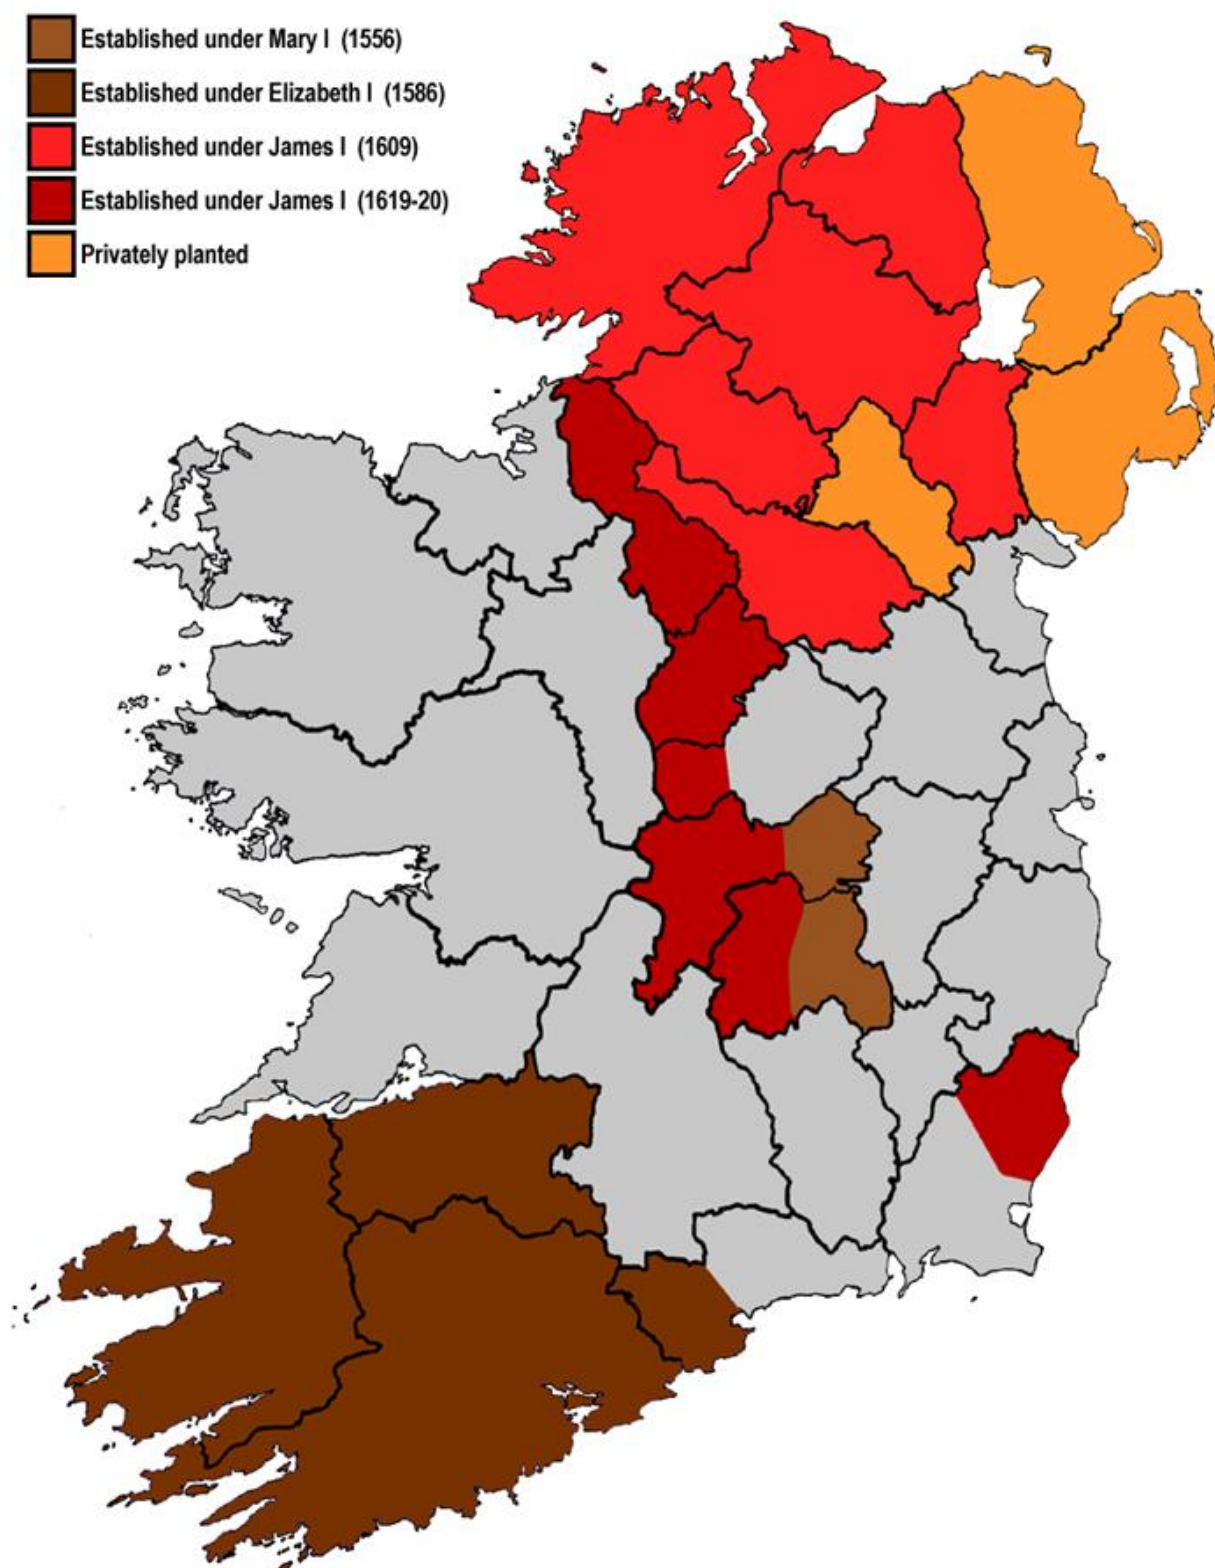 Established under Mary I (1556)
Established under Elizabeth I (1586)
Established under James I (1609)
Established under James I (1619-20)
Privately planted